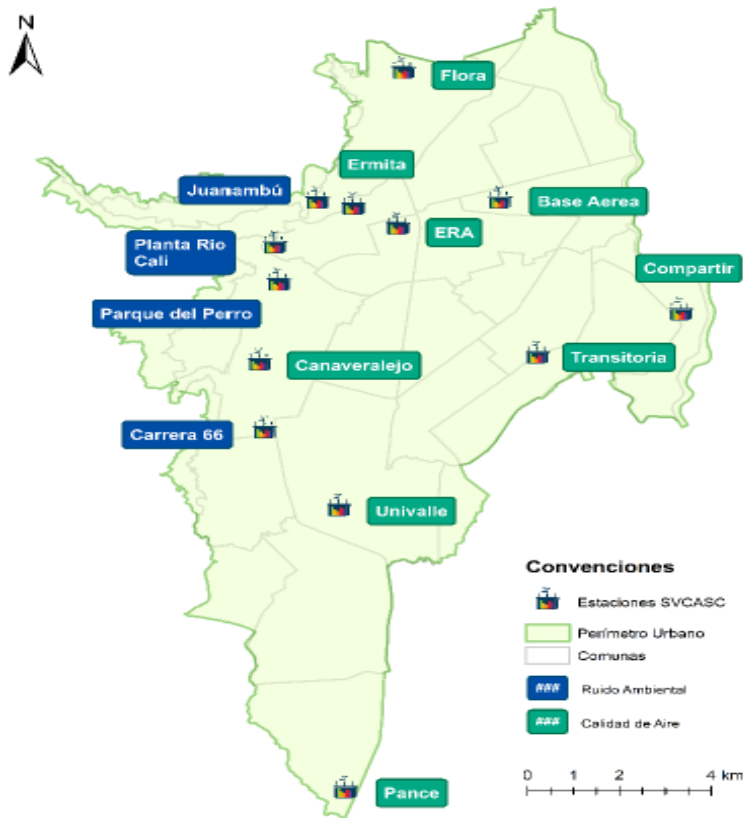 N
Flora
Ermita
Juanambú
Base Aerea
ERA
Planta Rio
Cali
Compartir
Parque del Perro
Transitoria
Canaveralejo
Carrera 66
Univalle
Convenciones
Estaciones SVCASC
Perímetro Urbano
Comunas
### Ruido Ambiental
### Calidad de Aire
0 1 2 4 km
Pance